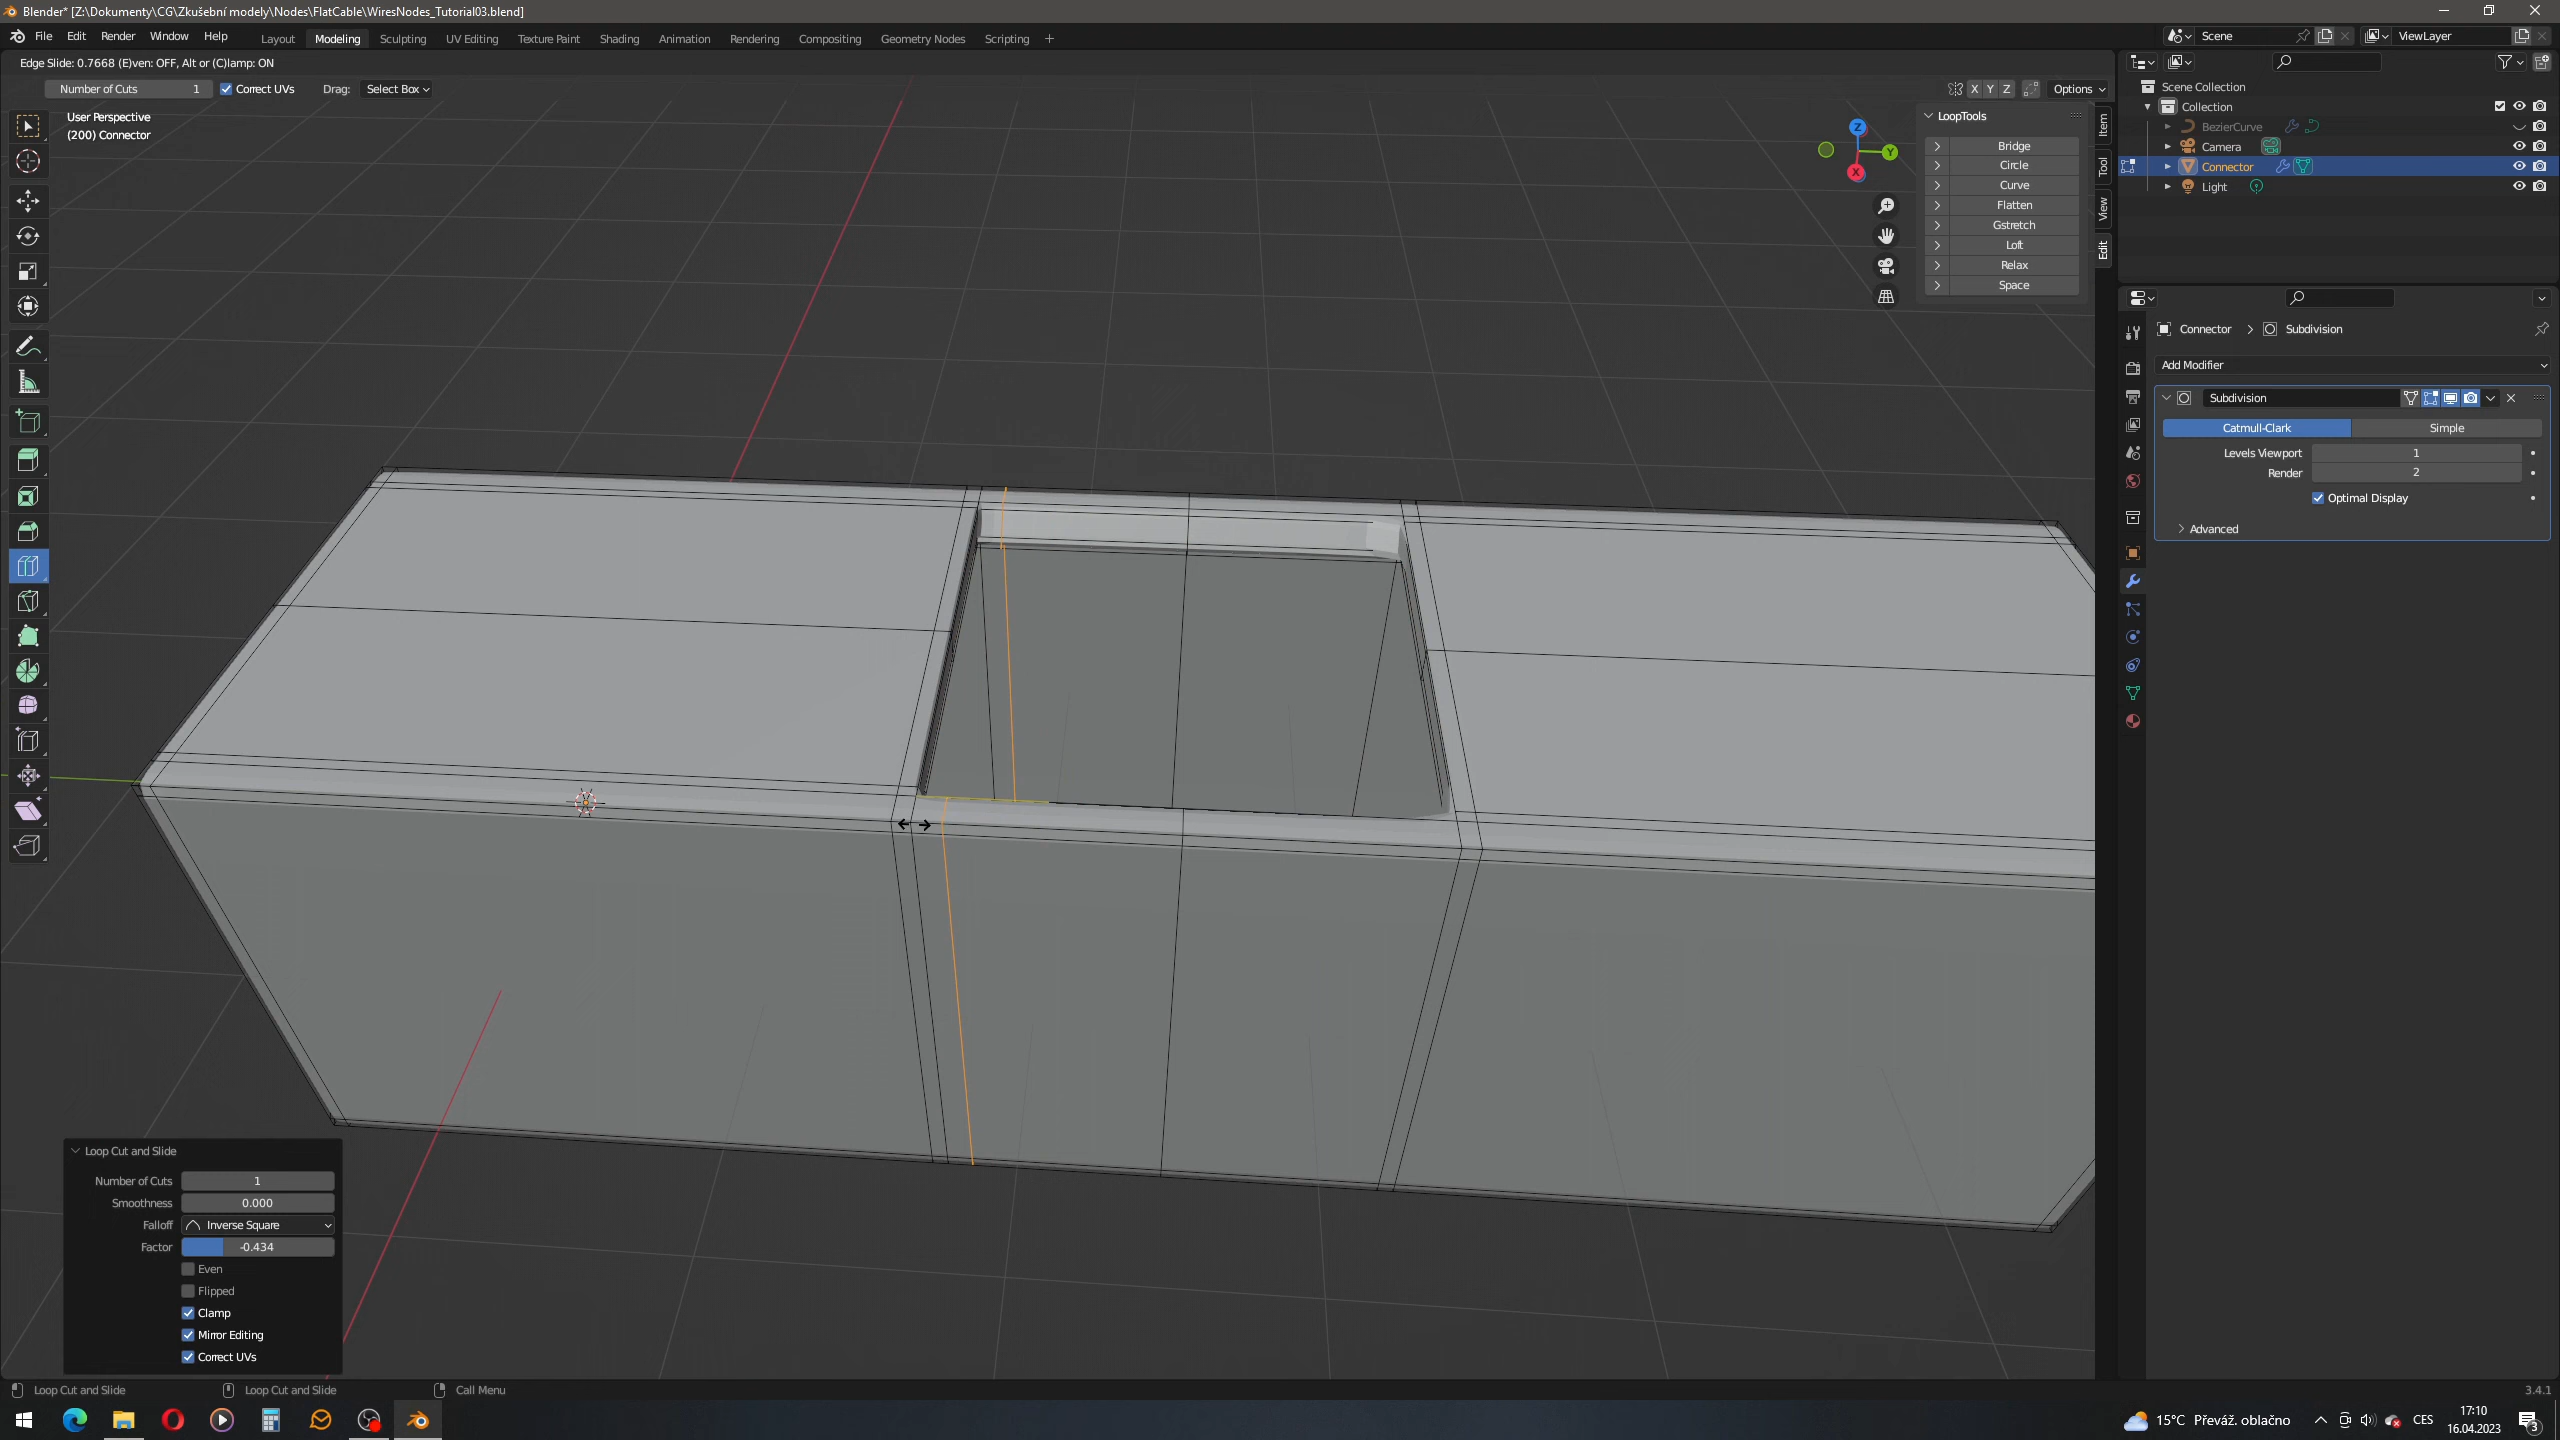 Blender* [Z:\Dokumenty\CG\Zkušební modely\Nodes\FlatCable\WiresNodes_Tutorial03.blend]
File Edit Render Window Help Layout Modeling Sculpting UV Editing Texture Paint Shading Animation Rendering Compositing Geometry Nodes Scripting + Scene ViewLayer
Edge Slide: 0.7668 (E)ven: OFF, Alt or (C)lamp: ON
Number of Cuts 1 Correct UVs Drag: Select Box X Y Z Options
User Perspective
(200) Connector
Z
Y
X
LoopTools
Bridge
Circle
Curve
Flatten
Gstretch
Loft
Relax
Space
Item
Tool
View
Edit
Scene Collection
Collection
BezierCurve
Camera
Connector
Light
Connector > Subdivision
Add Modifier
Subdivision
Catmull-Clark Simple
Levels Viewport 1
Render 2
Optimal Display
Advanced
Loop Cut and Slide
Number of Cuts 1
Smoothness 0.000
Falloff Inverse Square
Factor -0.434
Even
Flipped
Clamp
Mirror Editing
Correct UVs
Loop Cut and Slide Loop Cut and Slide Call Menu 3.4.1
15°C Převáž. oblačno CES 17:10
16.04.2023
3